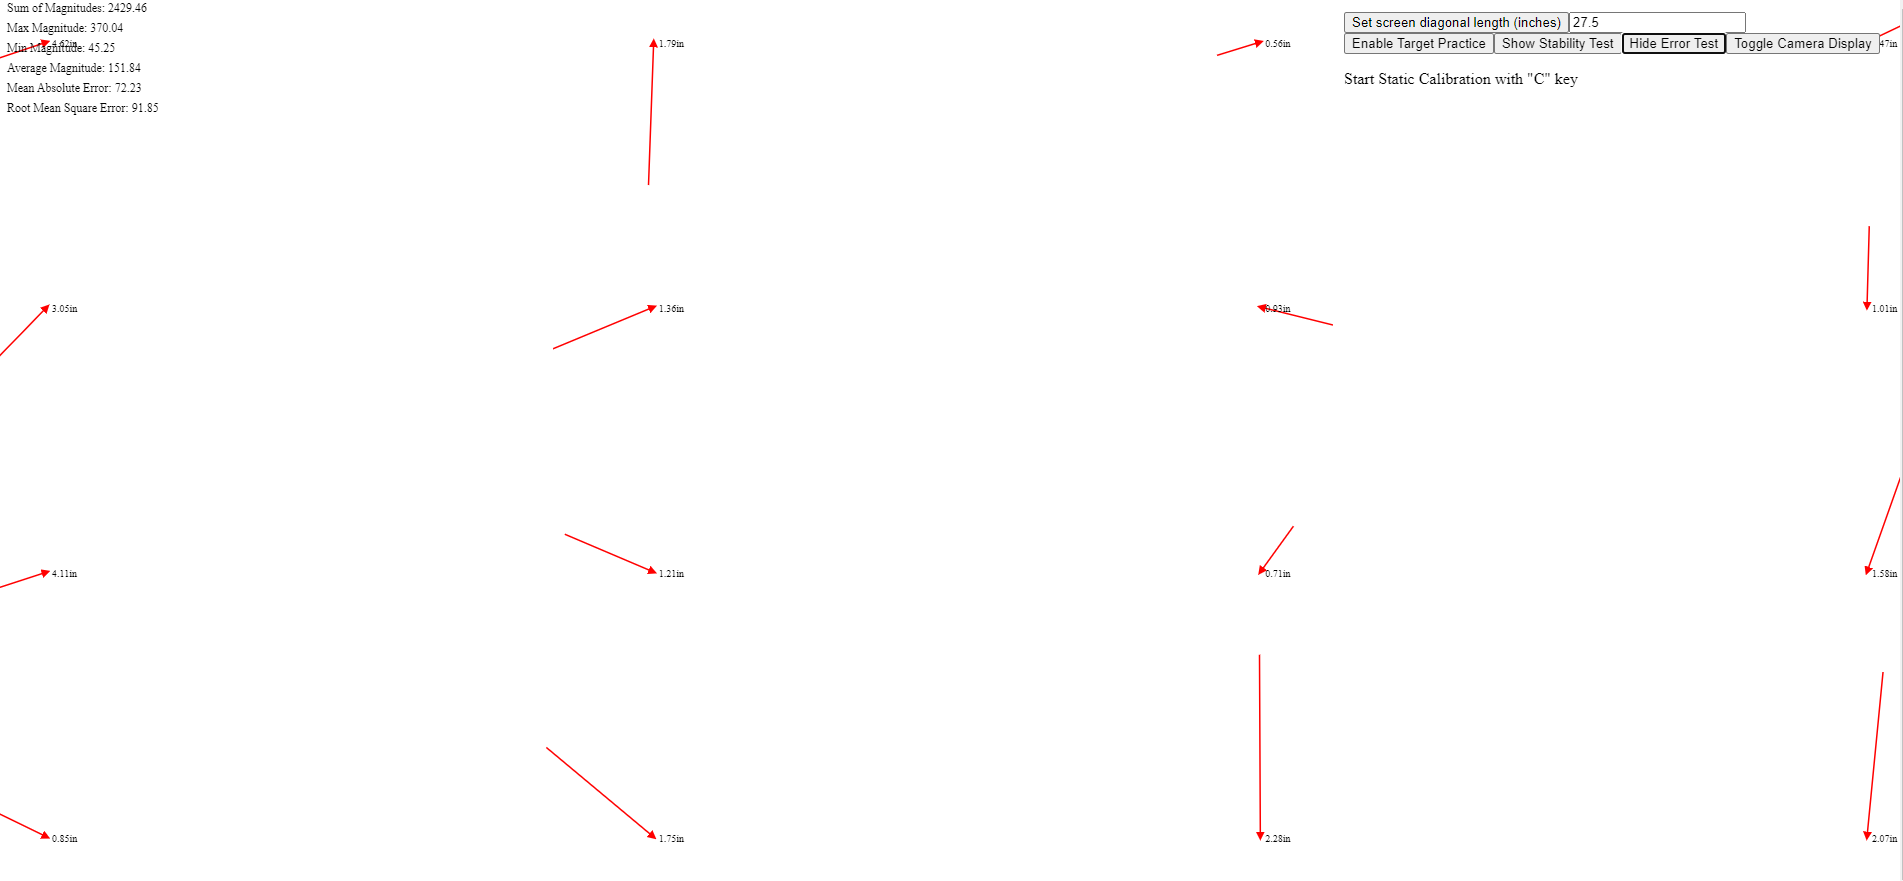 Sum of Magnitudes: 2429.46
Max Magnitude: 370.04
Min Magnitude: 45.25
Average Magnitude: 151.84
Mean Absolute Error: 72.23
Root Mean Square Error: 91.85
Set screen diagonal length (inches) 27.5
Enable Target Practice Show Stability Test Hide Error Test Toggle Camera Display
Start Static Calibration with "C" key
4.62in 1.79in 0.56in 47in
3.05in 1.36in 0.93in 1.01in
4.11in 1.21in 0.71in 1.58in
0.85in 1.75in 2.28in 2.07in